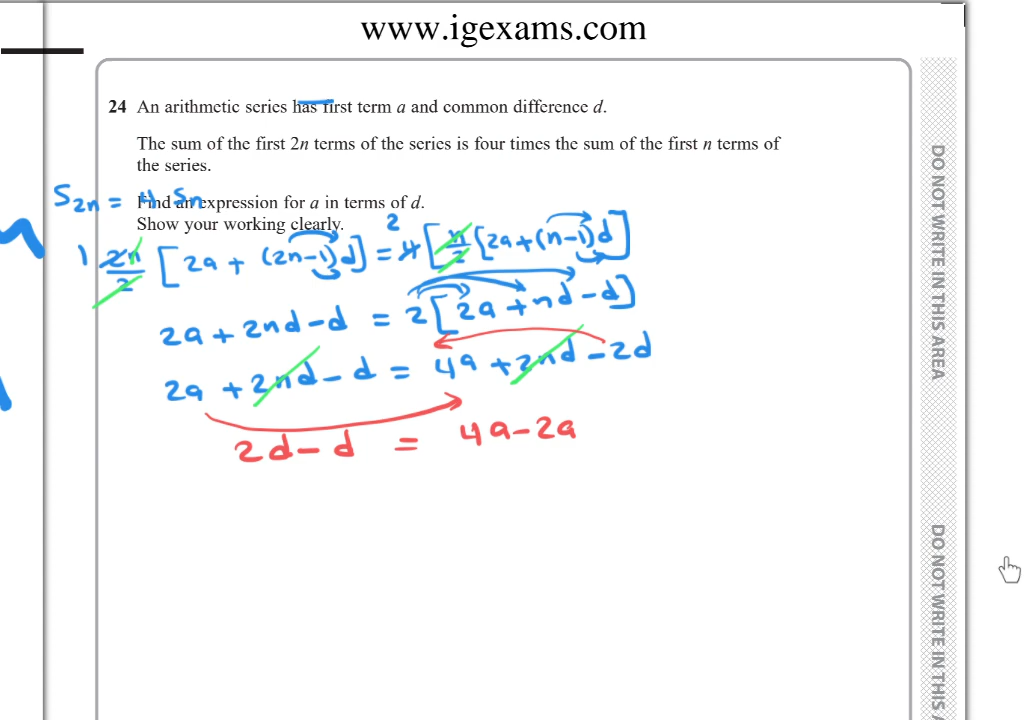 www.igexams.com
24 An arithmetic series has first term a and common difference d.
The sum of the first 2n terms of the series is four times the sum of the first n terms of
the series.
S2n = 4 Sn
Find an expression for a in terms of d.
Show your working clearly.
1 2n/2 [2a + (2n-1)d] = 4 2 [n/2 {2a+(n-1)d]
2a + 2nd - d = 2[2a + nd - d]
2a + 2nd - d = 4a + 2nd - 2d
2d - d = 4a - 2a
DO NOT WRITE IN THIS AREA
DO NOT WRITE IN THIS